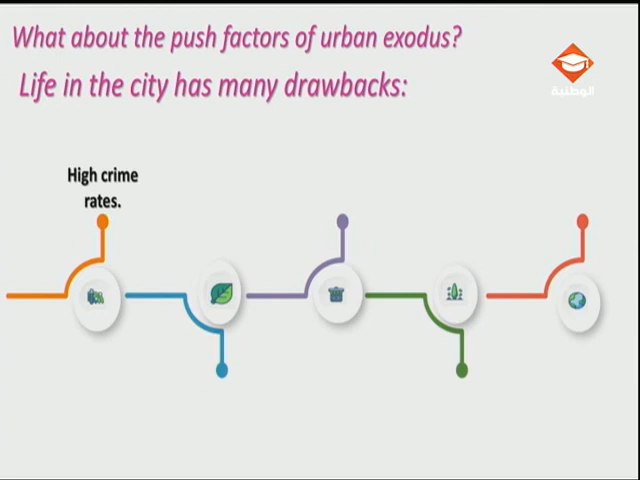 What about the push factors of urban exodus?
Life in the city has many drawbacks:
الوطنية
High crime
rates.